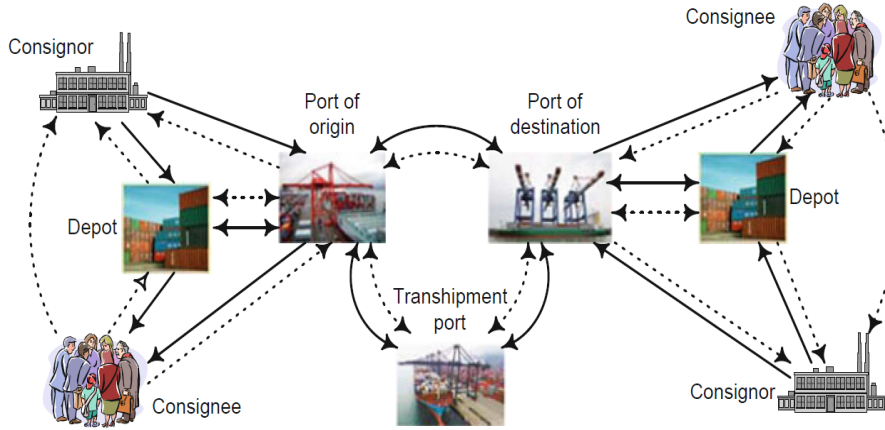 Consignee
Consignor
Port of
origin
Port of
destination
Depot
Depot
Transhipment
port
Consignee
Consignor